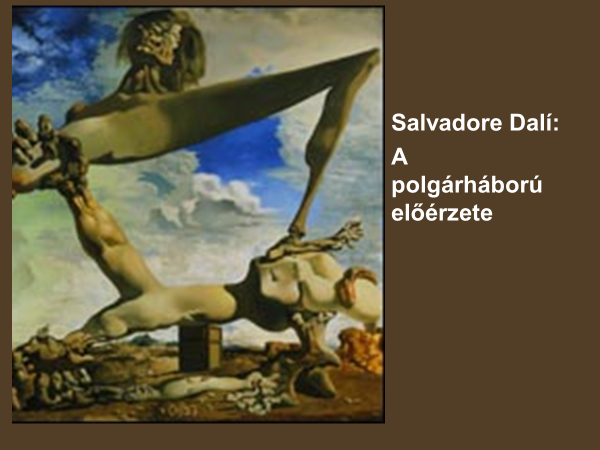 Salvadore Dalí:
A
polgárháború
előérzete